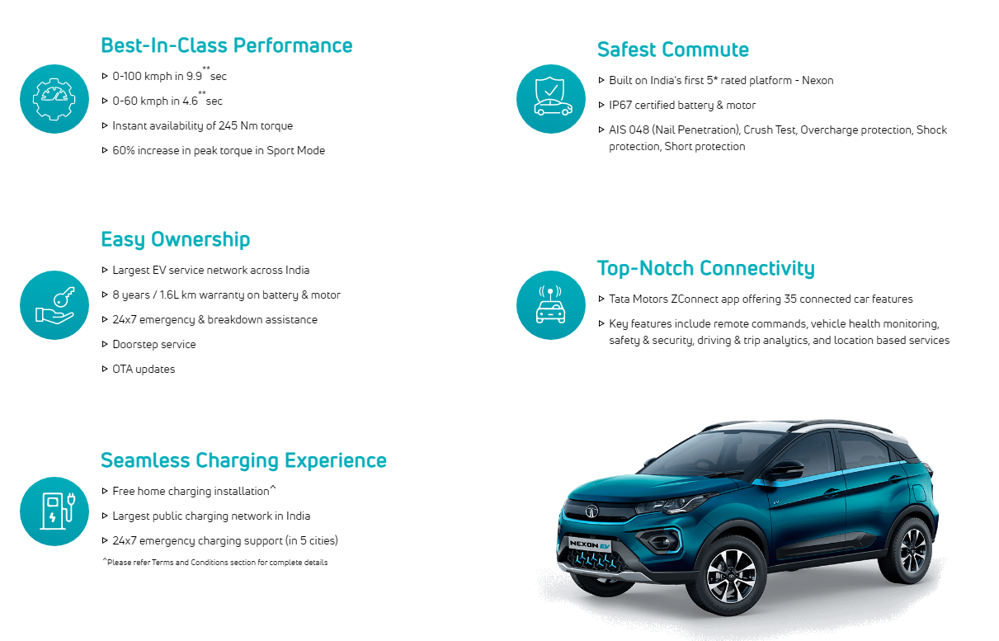 Best-In-Class Performance
0-100 kmph in 9.9**sec
0-60 kmph in 4.6**sec
Instant availability of 245 Nm torque
60% increase in peak torque in Sport Mode
Safest Commute
Built on India's first 5* rated platform - Nexon
IP67 certified battery & motor
AIS 048 (Nail Penetration), Crush Test, Overcharge protection, Shock
protection, Short protection
Easy Ownership
Largest EV service network across India
8 years / 1.6L km warranty on battery & motor
24x7 emergency & breakdown assistance
Doorstep service
OTA updates
Top-Notch Connectivity
Tata Motors ZConnect app offering 35 connected car features
Key features include remote commands, vehicle health monitoring,
safety & security, driving & trip analytics, and location based services
Seamless Charging Experience
Free home charging installation^
Largest public charging network in India
24x7 emergency charging support (in 5 cities)
^Please refer Terms and Conditions section for complete details
EV
NEXON EV